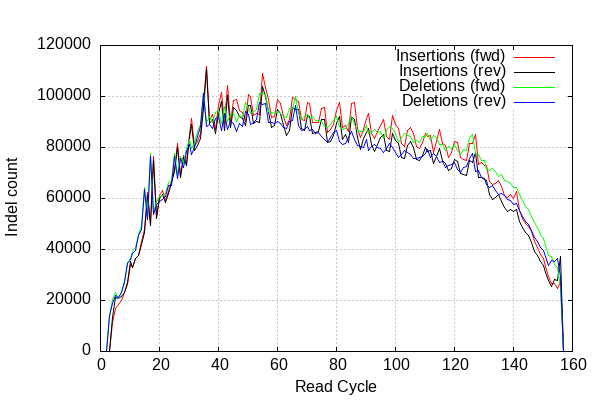 120000
100000
80000
60000
40000
20000
0
Indel count
Insertions (fwd)
Insertions (rev)
Deletions (fwd)
Deletions (rev)
0 20 40 60 80 100 120 140 160
Read Cycle